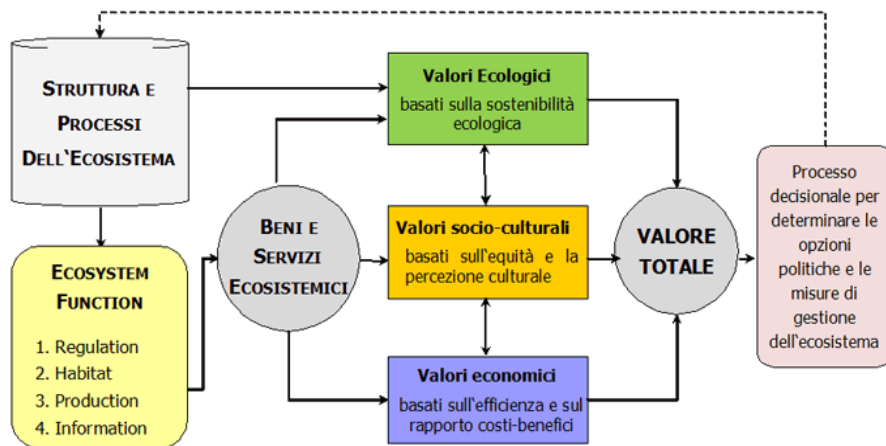 STRUTTURA E
PROCESSI
DELL'ECOSISTEMA
ECOSYSTEM
FUNCTION
1. Regulation
2. Habitat
3. Production
4. Information
BENI E
SERVIZI
ECOSISTEMICI
Valori Ecologici
basati sulla sostenibilità
ecologica
Valori socio-culturali
basati sull'equità e la
percezione culturale
Valori economici
basati sull'efficienza e sul
rapporto costi-benefici
VALORE
TOTALE
Processo
decisionale per
determinare le
opzioni
politiche e le
misure di
gestione
dell'ecosistema